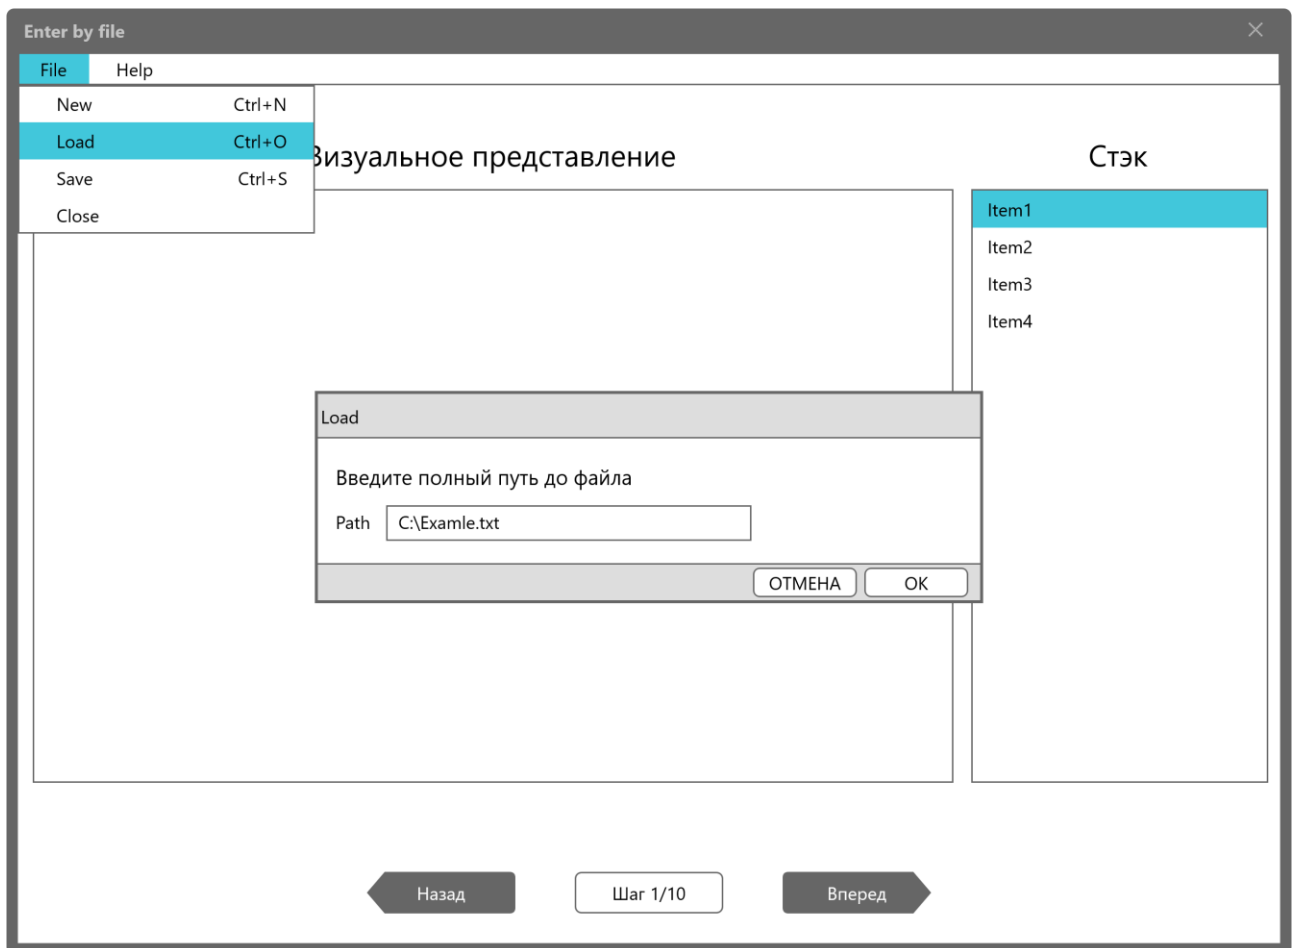 Enter by file
File Help
New Ctrl+N
Load Ctrl+O
Save Ctrl+S
Close
Визуальное представление
Стэк
Item1
Item2
Item3
Item4
Load
Введите полный путь до файла
Path C:\Examle.txt
ОТМЕНА ОК
Назад Шаг 1/10 Вперед